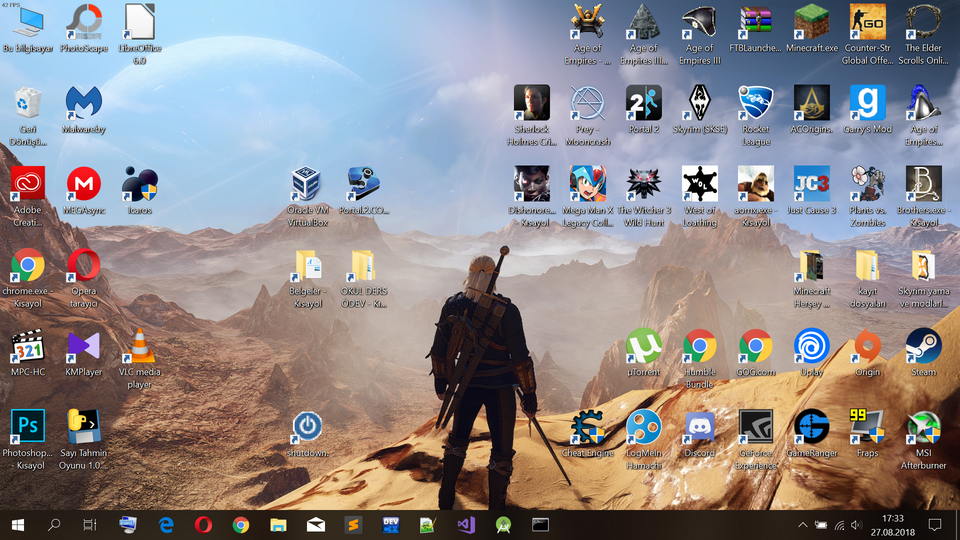 62 FPS
Bu bilgisayar
PhotoScape
LibreOffice
6.0
Age of
Empires - ...
Age of
Empires II...
Age of
Empires III
FTBLaunche...
Minecraft.exe
Counter-Str
Global Offe...
The Elder
Scrolls Onli...
Geri
Dönüşü...
Malwareby
Sherlock
Holmes Cri...
Prey -
Mooncrash
Portal 2
Skyrim (SKSE)
Rocket
League
ACOrigins.
Garry's Mod
Age of
Empires...
Adobe
Creati...
MEGAsync
Icaros
Oracle VM
VirtualBox
Portal.2.CO...
Dishonore...
- Kısayol
Mega Man X
Legacy Coll...
The Witcher 3
Wild Hunt
West of
Loathing
aomx.exe -
Kısayol
Just Cause 3
Plants vs.
Zombies
Brothers.exe -
Kısayol
chrome.exe -
Kısayol
Opera
tarayıcı
Belgeler -
Kısayol
OKUL DERS
ÖDEV - Kı...
Minecraft
Herşey ...
kayıt
dosyaları
Skyrim yama
ve modları...
MPC-HC
KMPlayer
VLC media
player
µTorrent
Humble
Bundle
GOG.com
Uplay
Origin
Steam
Photoshop...
- Kısayol
Sayı Tahmin
Oyunu 1.0...
shutdown.
Cheat Engine
LogMeIn
Hamachi
Discord
GeForce
Experience
GameRanger
Fraps
MSI
Afterburner
17:33
27.08.2018